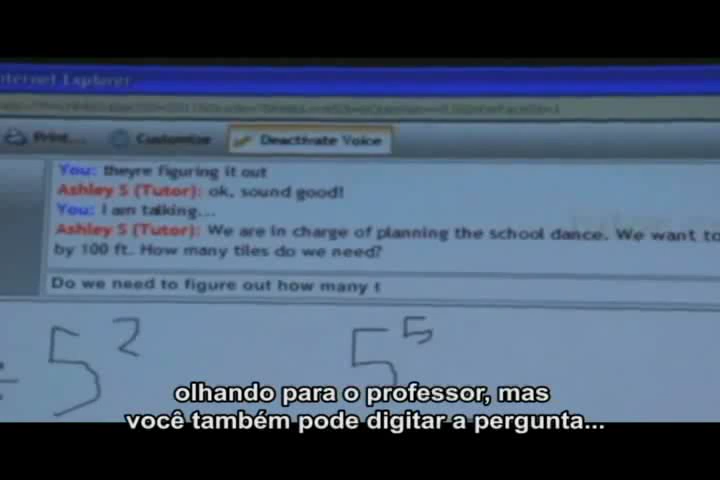 Internet Explorer
Print... Customize Deactivate Voice
You: theyre figuring it out
Ashley S (Tutor): ok, sound good!
You: I am talking...
Ashley S (Tutor): We are in charge of planning the school dance. We want to
by 100 ft. How many tiles do we need?
Do we need to figure out how many t
÷ 5² 5⁵
olhando para o professor, mas
você também pode digitar a pergunta...